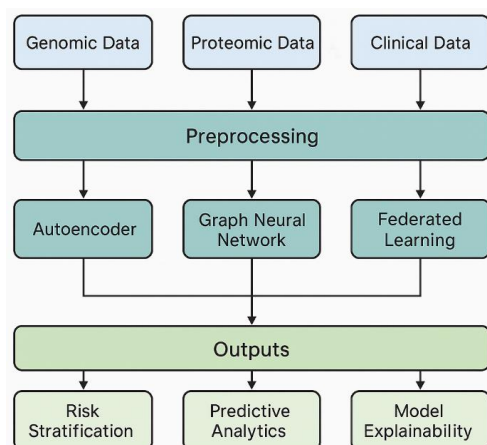 Genomic Data
Proteomic Data
Clinical Data
Preprocessing
Autoencoder
Graph Neural
Network
Federated
Learning
Outputs
Risk
Stratification
Predictive
Analytics
Model
Explainability